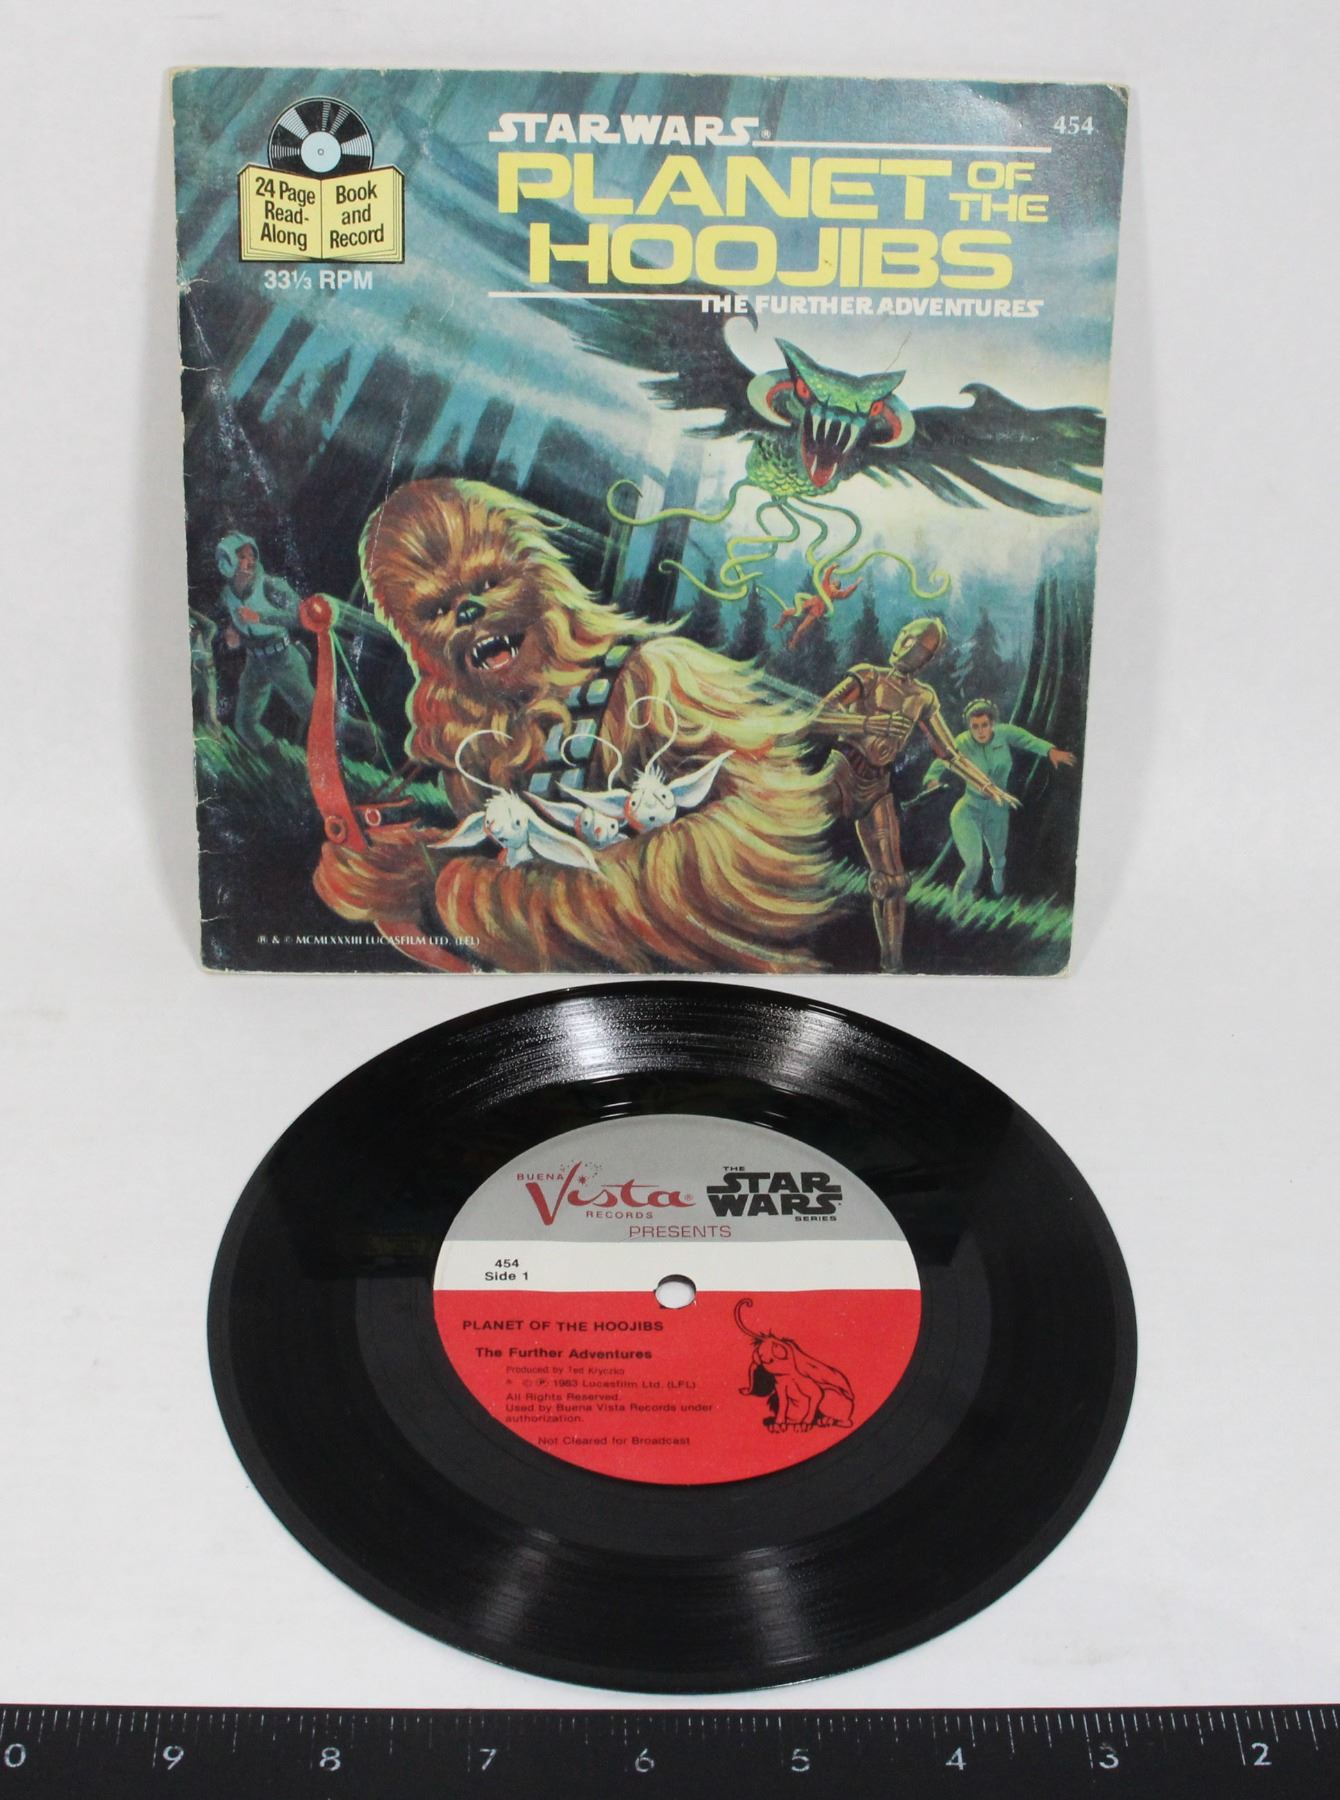 STAR WARS®
454
PLANET OF THE
HOOJIBS
THE FURTHER ADVENTURES
24 Page
Read-
Along
Book
and
Record
33⅓ RPM
® & © MCMLXXXIII LUCASFILM LTD. (LFL)
BUENA
Vista®
RECORDS
THE
STAR
WARS®
SERIES
PRESENTS
454
Side 1
PLANET OF THE HOOJIBS
The Further Adventures
Produced by Ted Kryczko
® © ℗ 1983 Lucasfilm Ltd. (LFL)
All Rights Reserved.
Used by Buena Vista Records under
authorization.
Not Cleared for Broadcast
0 9 8 7 6 5 4 3 2